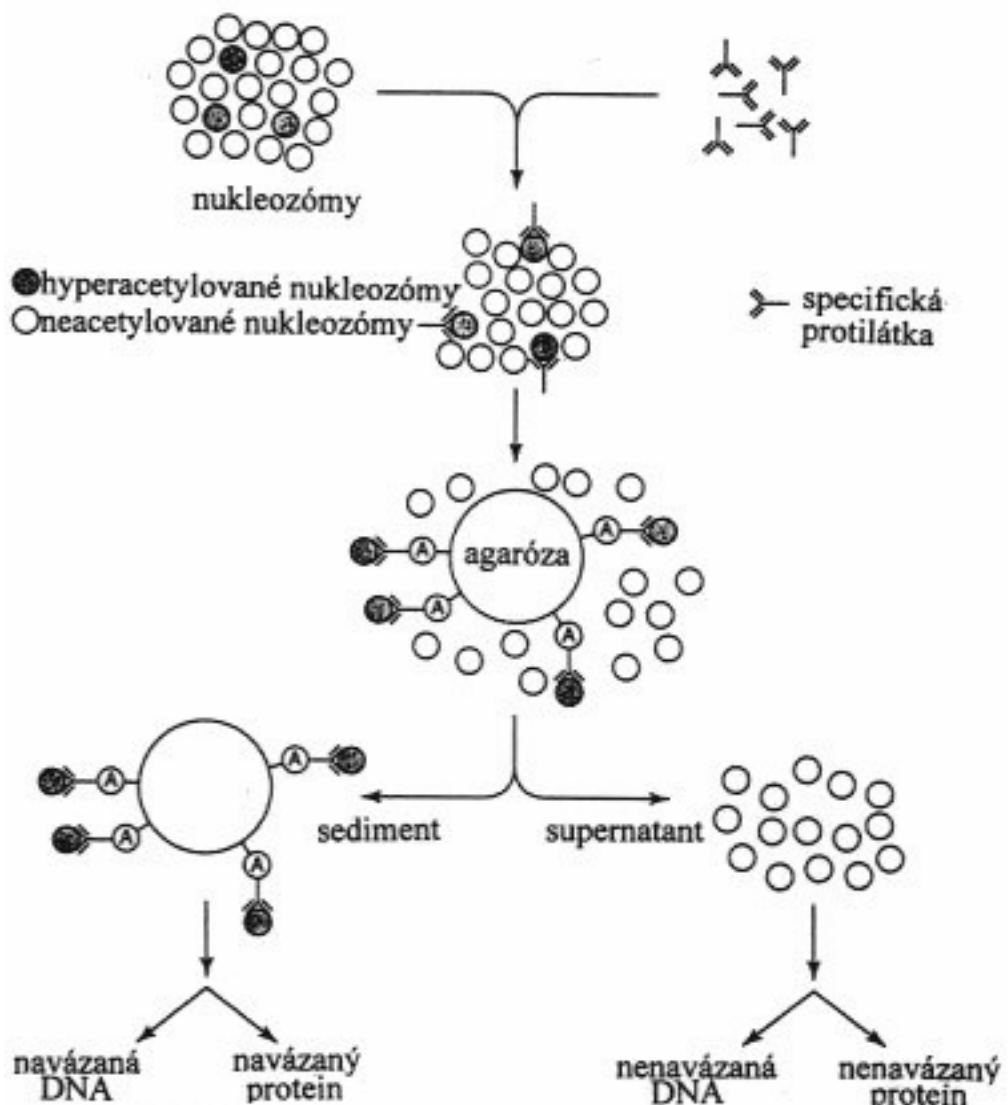 nukleozómy
hyperacetylované nukleozómy
neacetylované nukleozómy
specifická
protilátka
agaróza
A
A
A
A
A
A
A
A
sediment
supernatant
navázaná
DNA
navázaný
protein
nenavázaná
DNA
nenavázaný
protein